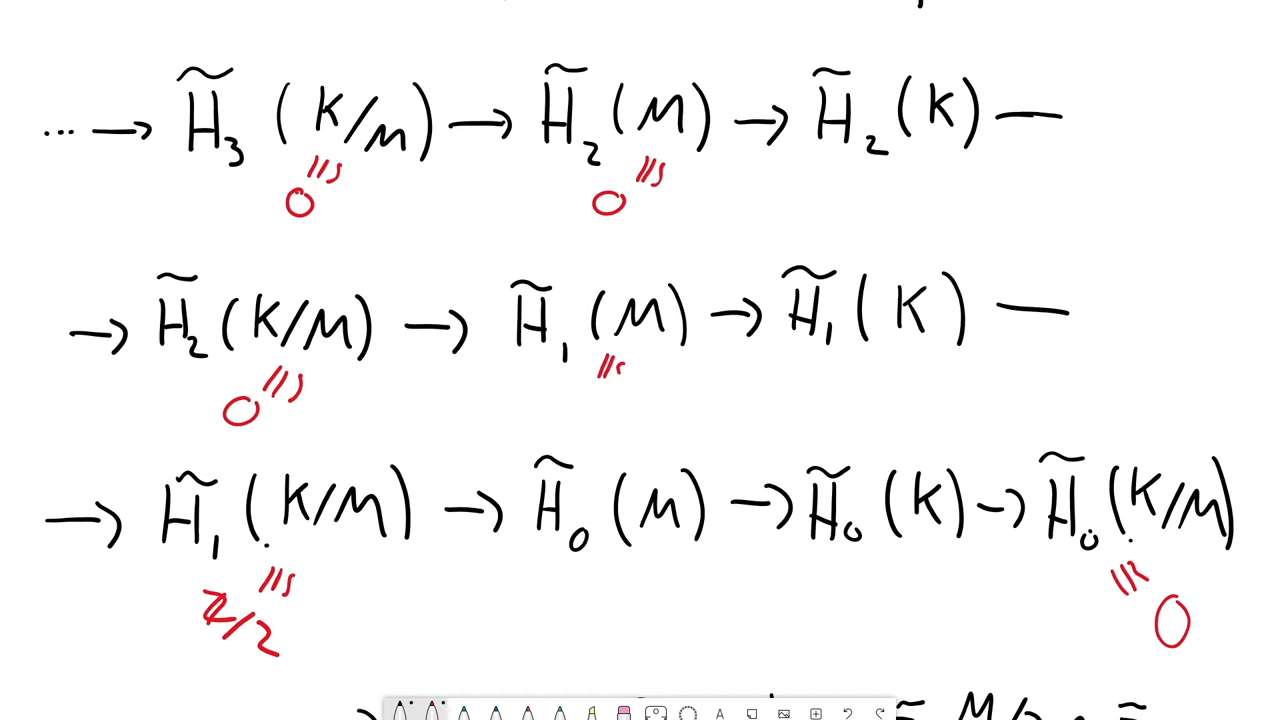 ... → H̃₃ (K/M) → H̃₂ (M) → H̃₂ (K) —
≅ ≅
0 0
→ H̃₂ (K/M) → H̃₁ (M) → H̃₁ (K) —
≅ ≅
0
→ H̃₁ (K/M) → H̃₀ (M) → H̃₀ (K) → H̃₀ (K/M)
≅ ≅
ℤ/2 0